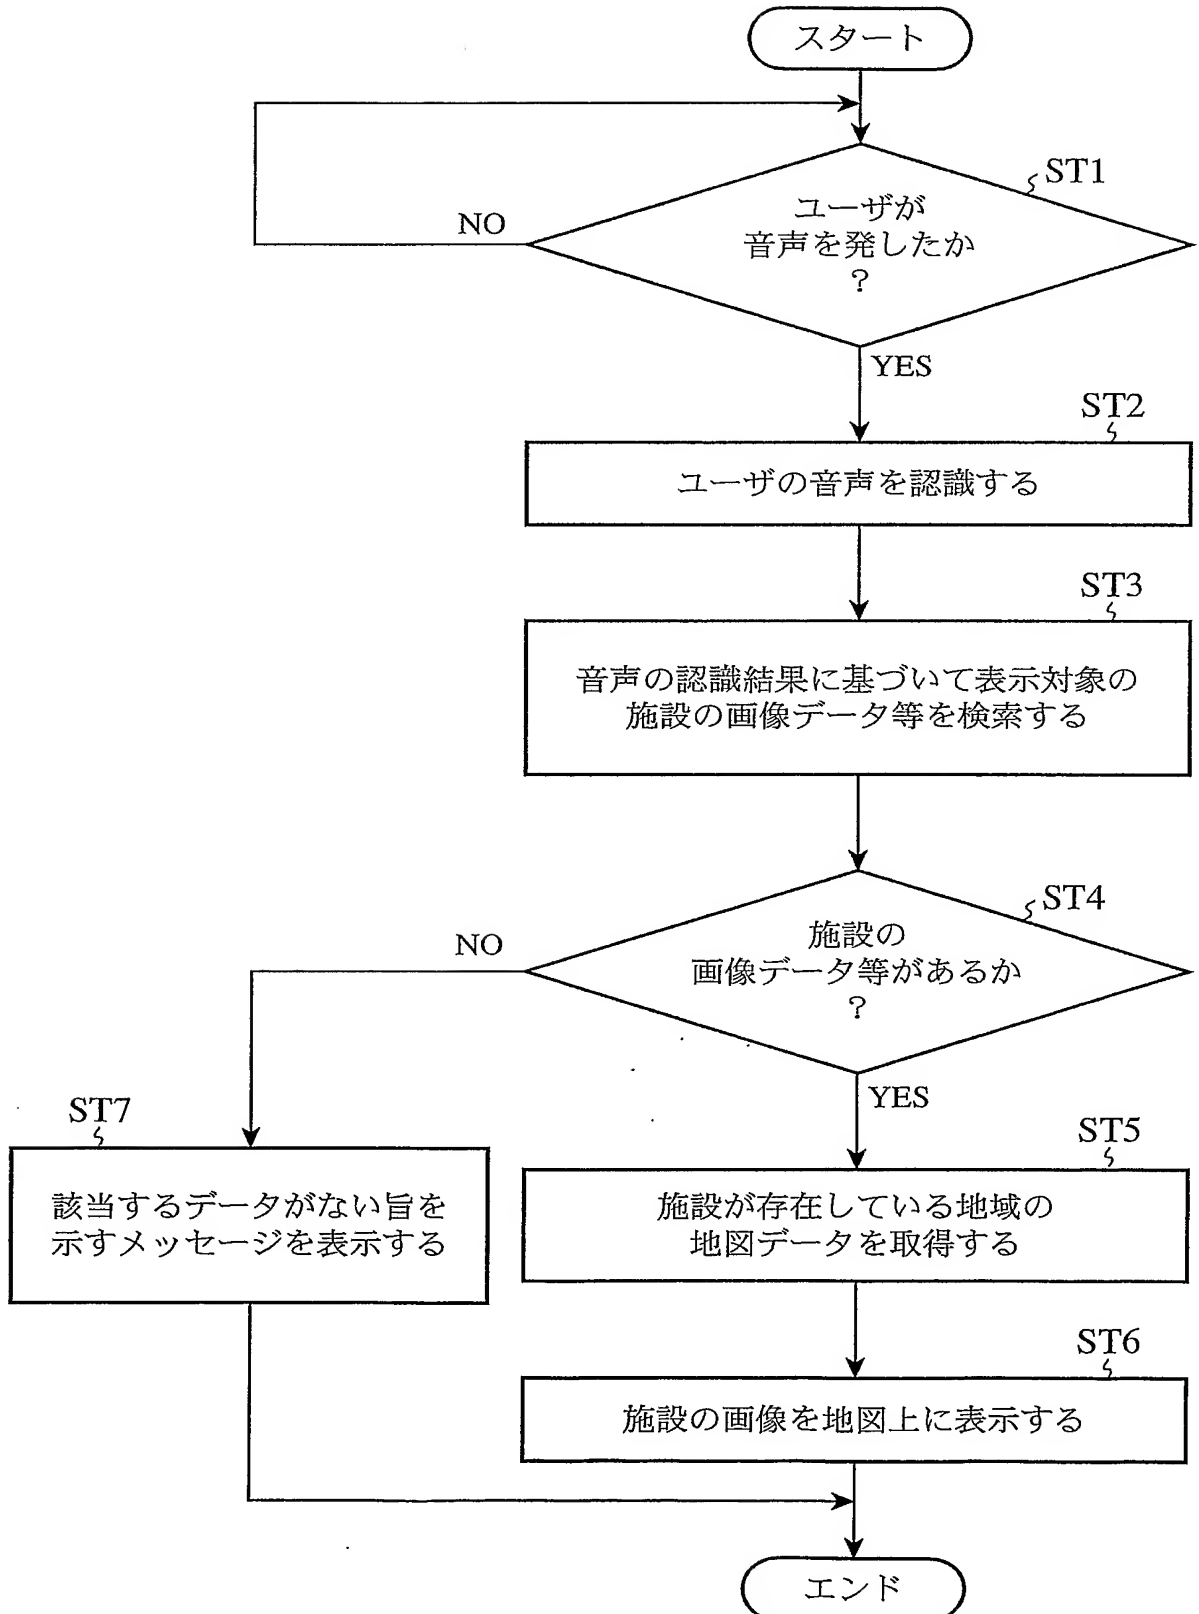 スタート
ST1
ユーザが
音声を発したか
?
NO
YES
ST2
ユーザの音声を認識する
ST3
音声の認識結果に基づいて表示対象の
施設の画像データ等を検索する
ST4
施設の
画像データ等があるか
?
NO
YES
ST7
該当するデータがない旨を
示すメッセージを表示する
ST5
施設が存在している地域の
地図データを取得する
ST6
施設の画像を地図上に表示する
エンド